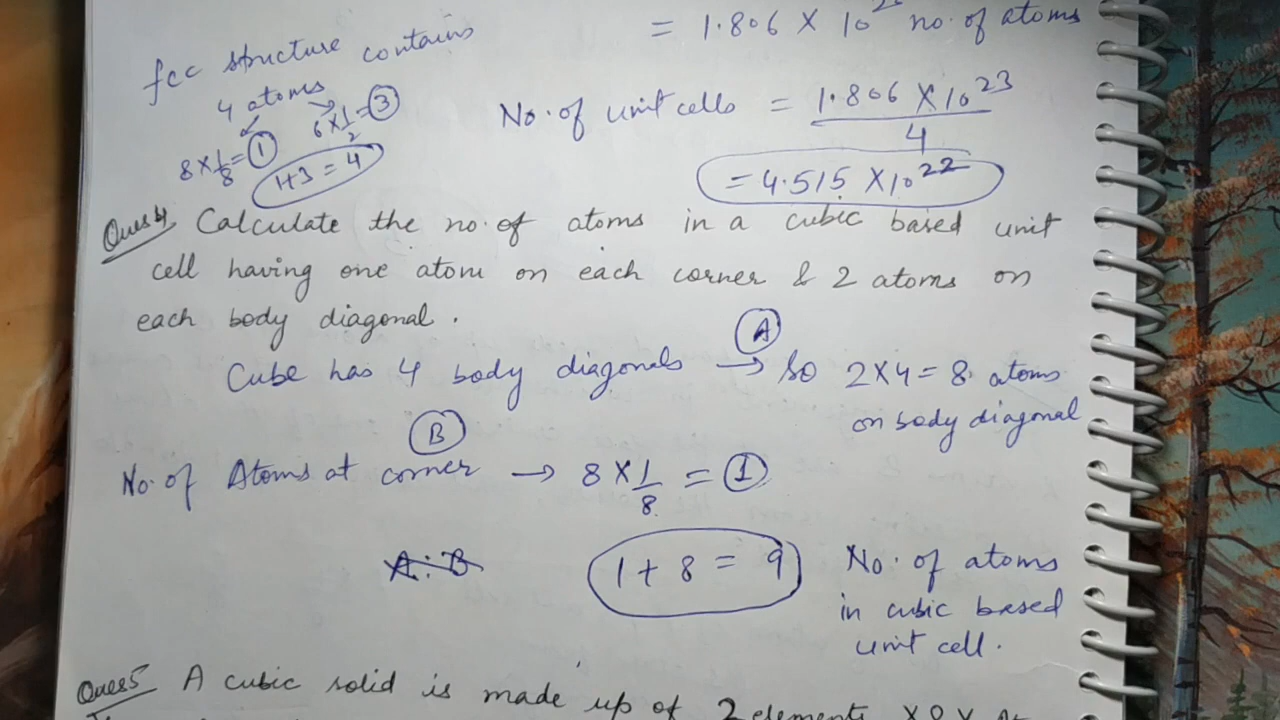 = 1.806 X 10 no. of atoms
fcc structure contains
4 atoms
8 X 1/8 = 1
6 X 1/2 = 3
1+3 = 4
No. of unit cells = 1.806 X 10^23 / 4
= 4.515 X 10^22
Ques 4 Calculate the no. of atoms in a cubic based unit
cell having one atom on each corner & 2 atoms on
each body diagonal.
A
Cube has 4 body diagonals → So 2X4 = 8 atoms
on body diagonal
B
No. of Atoms at corner → 8 X 1/8 = 1
A : B
1 + 8 = 9 No. of atoms
in cubic based
unit cell.
Ques 5 A cubic solid is made up of 2 elements X & Y